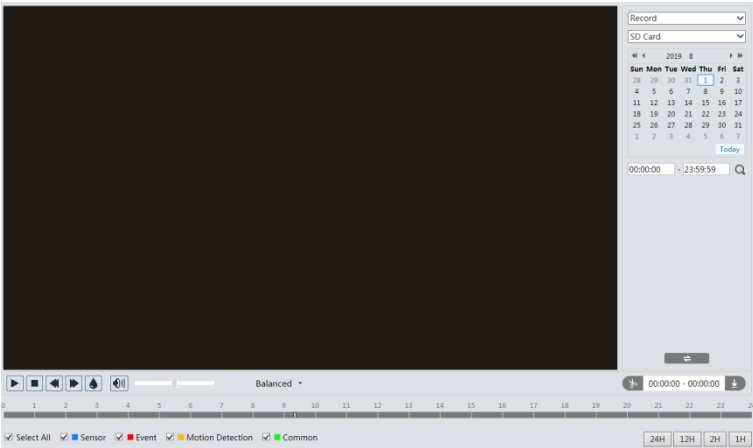 Record
SD Card
2019 8
Sun Mon Tue Wed Thu Fri Sat
28 29 30 31 1 2 3
4 5 6 7 8 9 10
11 12 13 14 15 16 17
18 19 20 21 22 23 24
25 26 27 28 29 30 31
1 2 3 4 5 6 7
Today
00:00:00 - 23:59:59
Balanced
00:00:00 - 00:00:00
0 1 2 3 4 5 6 7 8 9 10 11 12 13 14 15 16 17 18 19 20 21 22 23 24
Select All Sensor Event Motion Detection Common
24H 12H 2H 1H